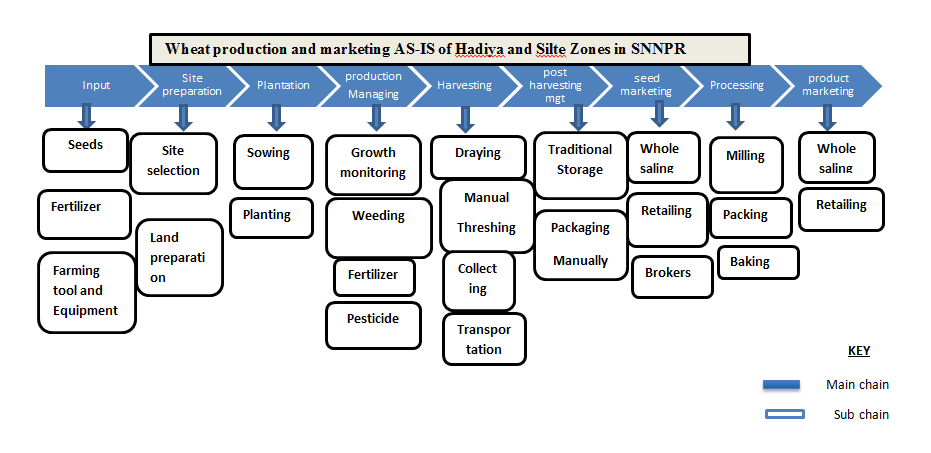 Wheat production and marketing AS-IS of Hadiya and Silte Zones in SNNPR
Input
Site
preparation
Plantation
production
Managing
Harvesting
post
harvesting
mgt
seed
marketing
Processing
product
marketing
Seeds
Fertilizer
Farming
tool and
Equipment
Site
selection
Land
preparati
on
Sowing
Planting
Growth
monitoring
Weeding
Fertilizer
Pesticide
Draying
Manual
Threshing
Collect
ing
Transpor
tation
Traditional
Storage
Packaging
Manually
Whole
saling
Retailing
Brokers
Milling
Packing
Baking
Whole
saling
Retailing
KEY
Main chain
Sub chain